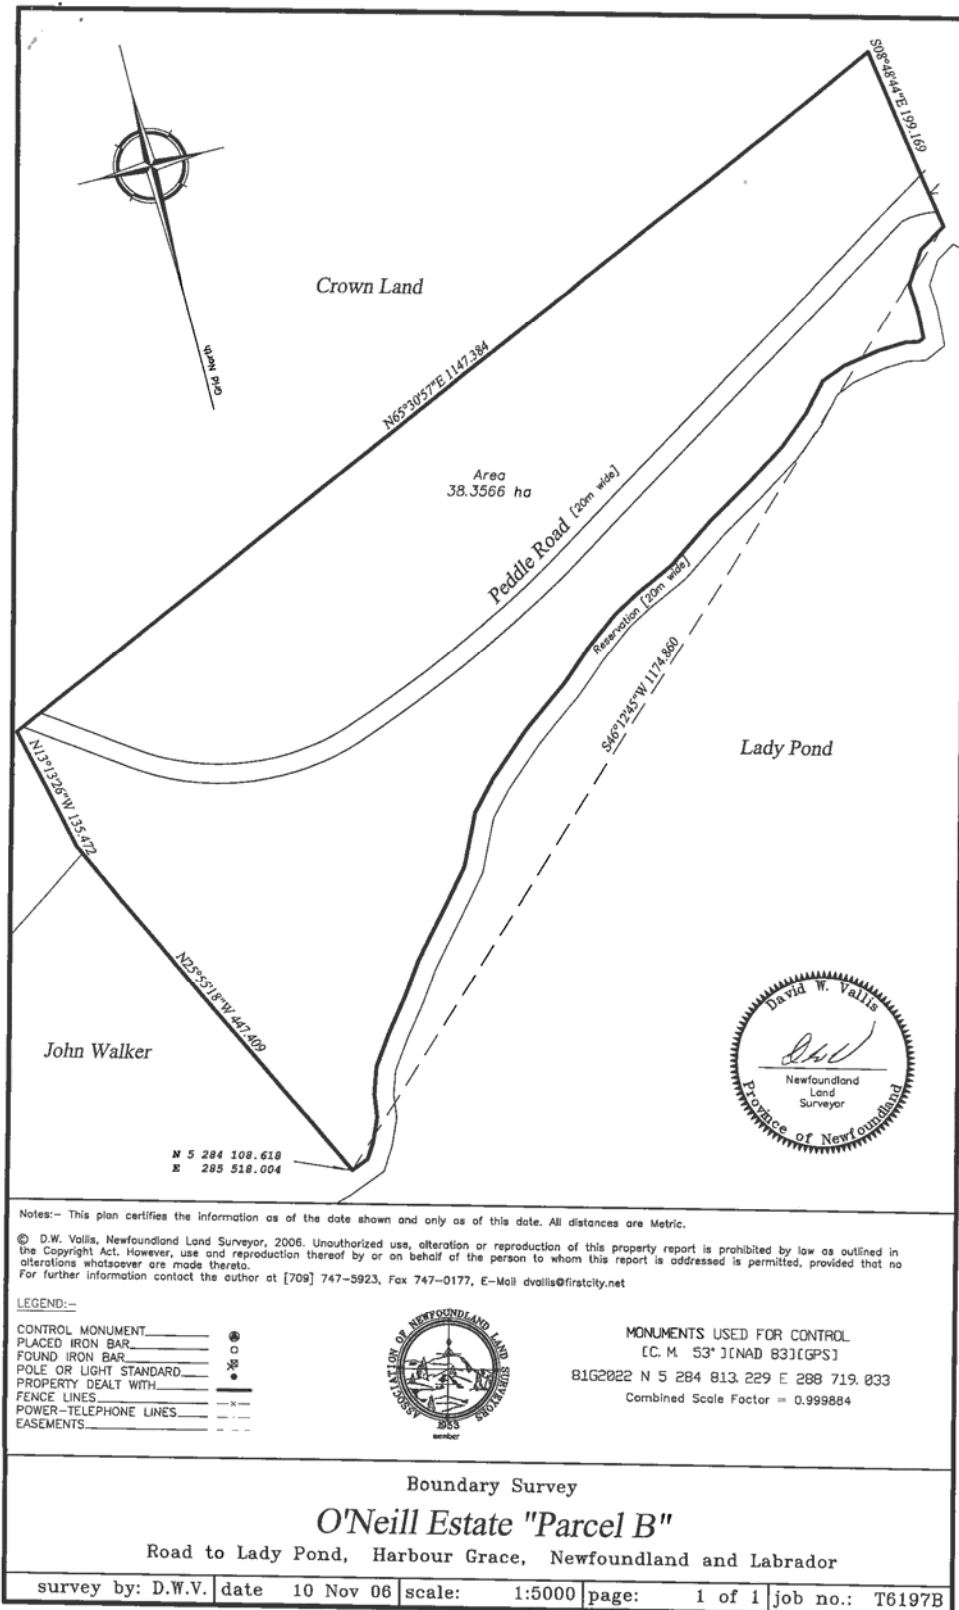 S08°48'44"E 199.169
Grid North
Crown Land
N65°30'57"E 1147.384
Area
38.3566 ha
Peddle Road [20m wide]
Reservation [20m wide]
S46°12'45"W 1174.860
Lady Pond
N13°13'26"W 135.472
N25°55'18"W 447.409
John Walker
David W. Vallis
Newfoundland
Land
Surveyor
Province of Newfoundland
N 5 284 108.618
E 285 518.004
Notes:- This plan certifies the information as of the date shown and only as of this date. All distances are Metric.
© D.W. Vallis, Newfoundland Land Surveyor, 2006. Unauthorized use, alteration or reproduction of this property report is prohibited by law as outlined in
the Copyright Act. However, use and reproduction thereof by or on behalf of the person to whom this report is addressed is permitted, provided that no
alterations whatsoever are made thereto.
For further information contact the author at [709] 747-5923, Fax 747-0177, E-Mail dvallis@firstcity.net
LEGEND:-
CONTROL MONUMENT
PLACED IRON BAR
FOUND IRON BAR
POLE OR LIGHT STANDARD
PROPERTY DEALT WITH
FENCE LINES
POWER-TELEPHONE LINES
EASEMENTS
ASSOCIATION OF NEWFOUNDLAND LAND SURVEYORS
1953
member
MONUMENTS USED FOR CONTROL
[C. M. 53° ][NAD 83][GPS]
81G2022 N 5 284 813. 229 E 288 719. 033
Combined Scale Factor = 0.999884
Boundary Survey
O'Neill Estate "Parcel B"
Road to Lady Pond, Harbour Grace, Newfoundland and Labrador
survey by: D.W.V. date 10 Nov 06 scale: 1:5000 page: 1 of 1 job no.: T6197B